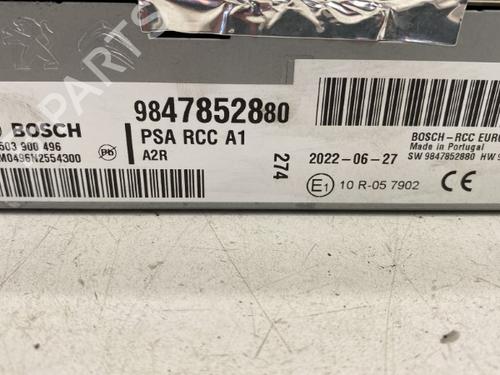 BOSCH
503 900 496
M0496N2554300
Pb
9847852880
PSA RCC A1
A2R
274
2022-06-27
E1 10 R-05 7902
BOSCH-RCC EURO
Made in Portugal
SW 9847852880 HW
CE